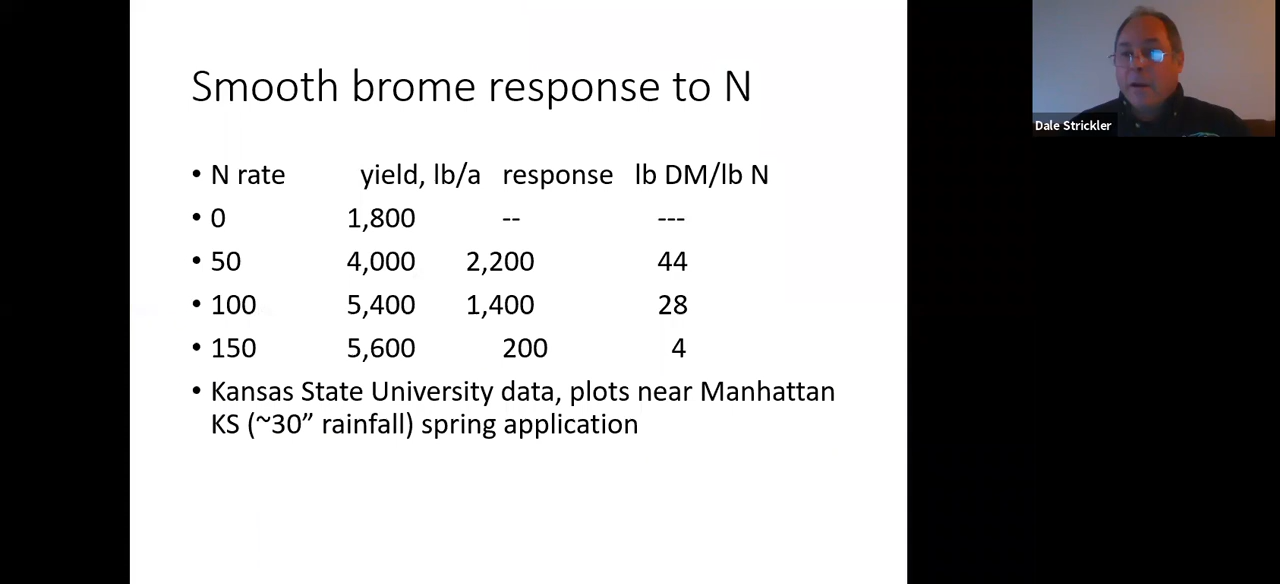 Smooth brome response to N
• N rate yield, lb/a response lb DM/lb N
• 0 1,800 -- ---
• 50 4,000 2,200 44
• 100 5,400 1,400 28
• 150 5,600 200 4
• Kansas State University data, plots near Manhattan
KS (~30” rainfall) spring application
Dale Strickler